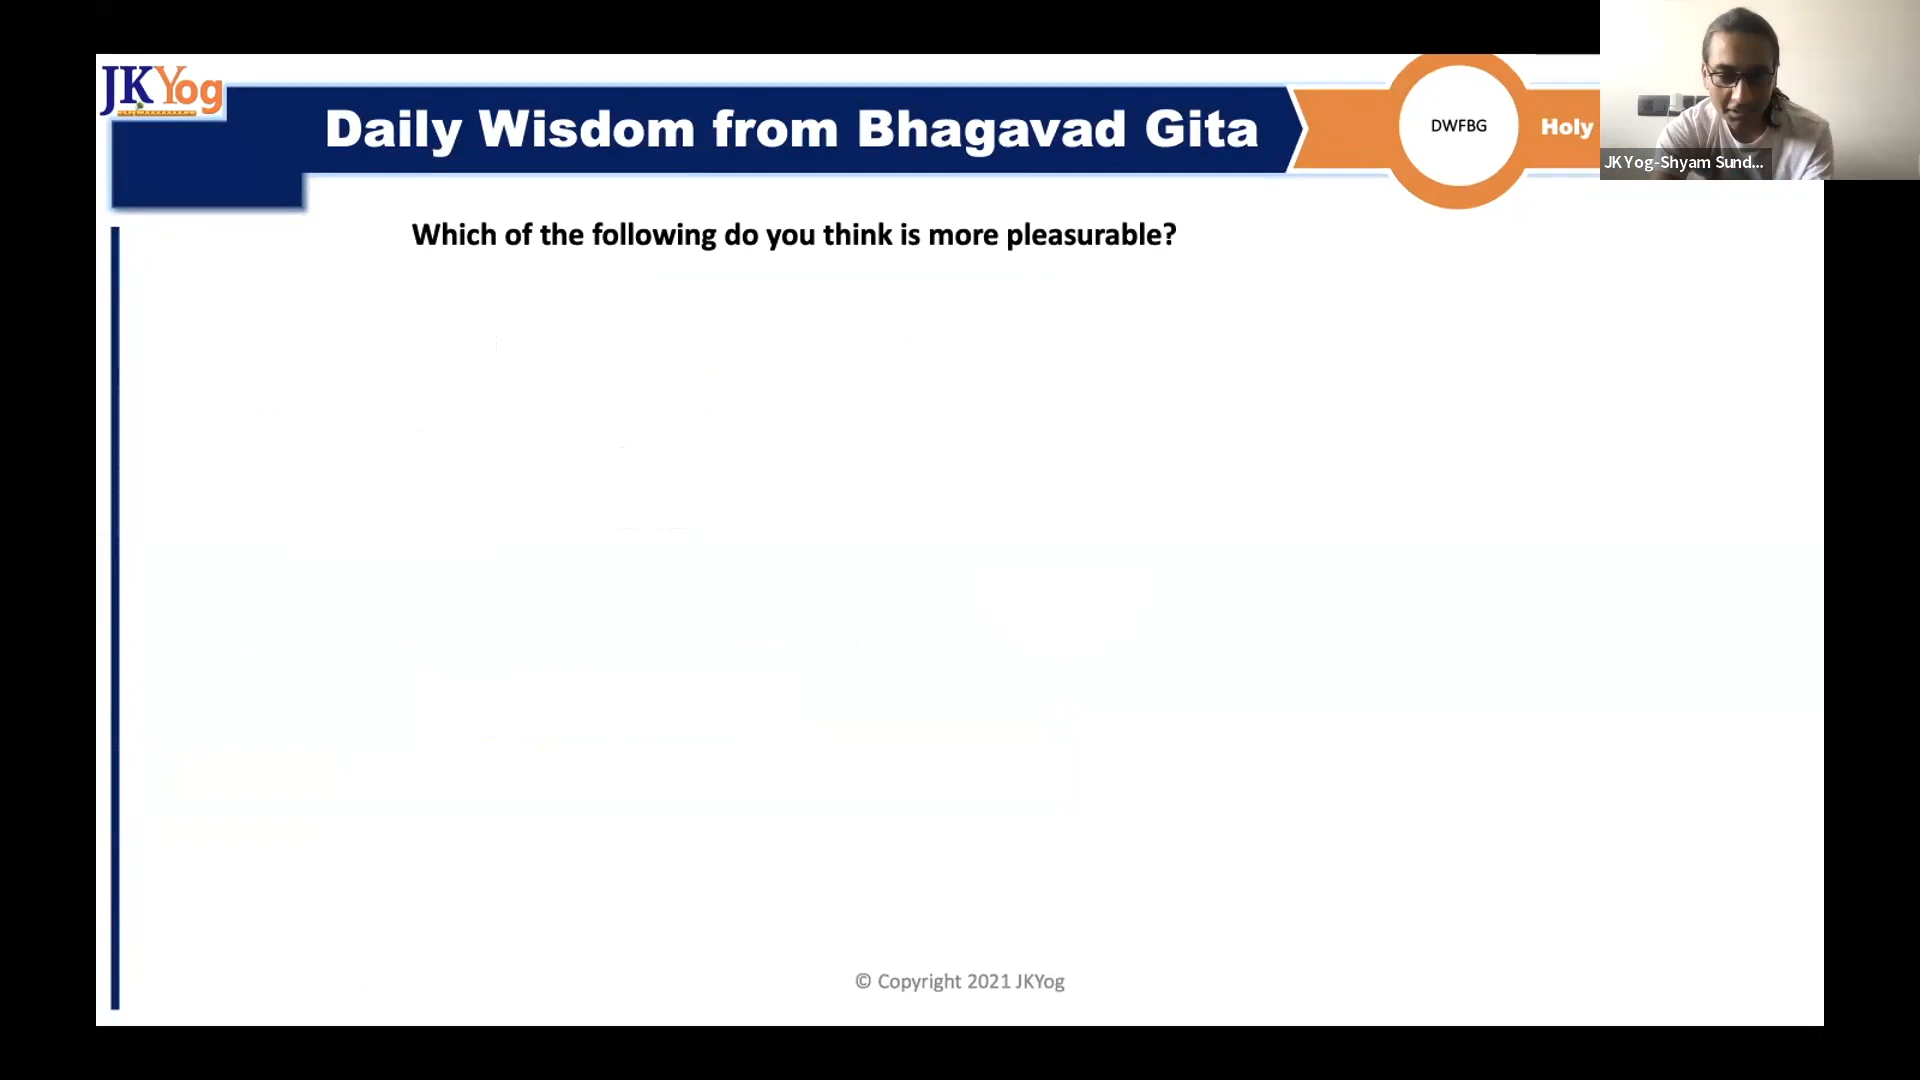 JKYog
Daily Wisdom from Bhagavad Gita
DWFBG
Holy
JKYog-Shyam Sund...
Which of the following do you think is more pleasurable?
© Copyright 2021 JKYog